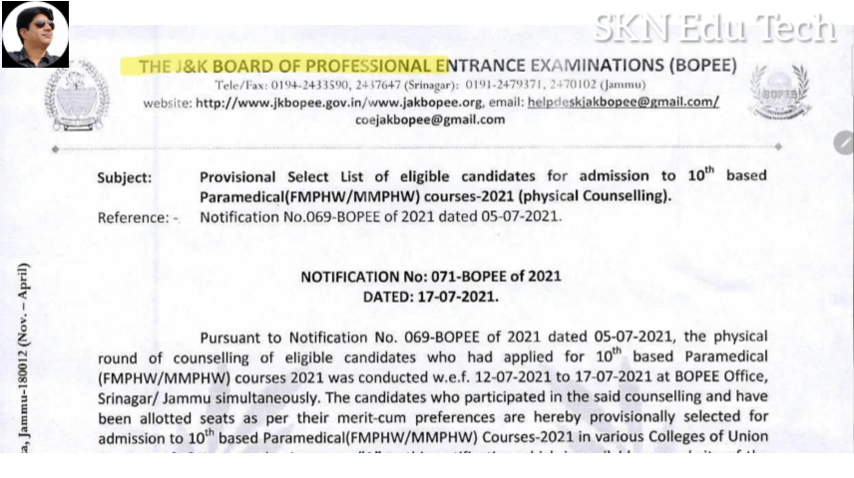 SKN Edu Tech
THE J&K BOARD OF PROFESSIONAL ENTRANCE EXAMINATIONS (BOPEE)
Tele/Fax: 0194-2433590, 2437647 (Srinagar): 0191-2479371, 2470102 (Jammu)
website: http://www.jkbopee.gov.in/www.jakbopee.org, email: helpdeskjakbopee@gmail.com/
coejakbopee@gmail.com
BOPEE
Subject: Provisional Select List of eligible candidates for admission to 10th based
Paramedical(FMPHW/MMPHW) courses-2021 (physical Counselling).
Reference: - Notification No.069-BOPEE of 2021 dated 05-07-2021.
NOTIFICATION No: 071-BOPEE of 2021
DATED: 17-07-2021.
Pursuant to Notification No. 069-BOPEE of 2021 dated 05-07-2021, the physical
round of counselling of eligible candidates who had applied for 10th based Paramedical
(FMPHW/MMPHW) courses 2021 was conducted w.e.f. 12-07-2021 to 17-07-2021 at BOPEE Office,
Srinagar/ Jammu simultaneously. The candidates who participated in the said counselling and have
been allotted seats as per their merit-cum preferences are hereby provisionally selected for
admission to 10th based Paramedical(FMPHW/MMPHW) Courses-2021 in various Colleges of Union
, Jammu-180012 (Nov. – April)